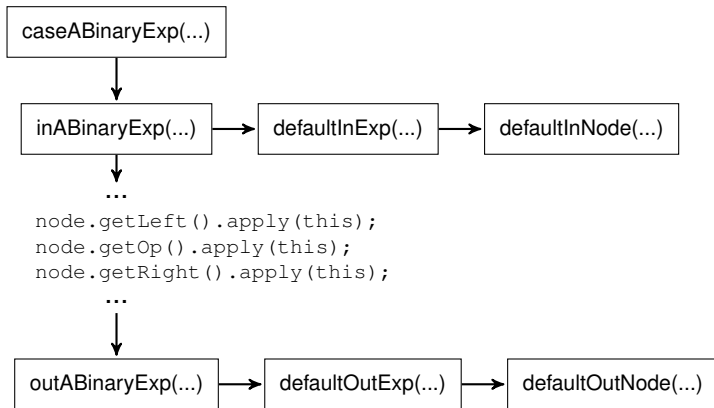 caseABinaryExp(...)
inABinaryExp(...) defaultInExp(...) defaultInNode(...)
...
node.getLeft().apply(this);
node.getOp().apply(this);
node.getRight().apply(this);
...
outABinaryExp(...) defaultOutExp(...) defaultOutNode(...)